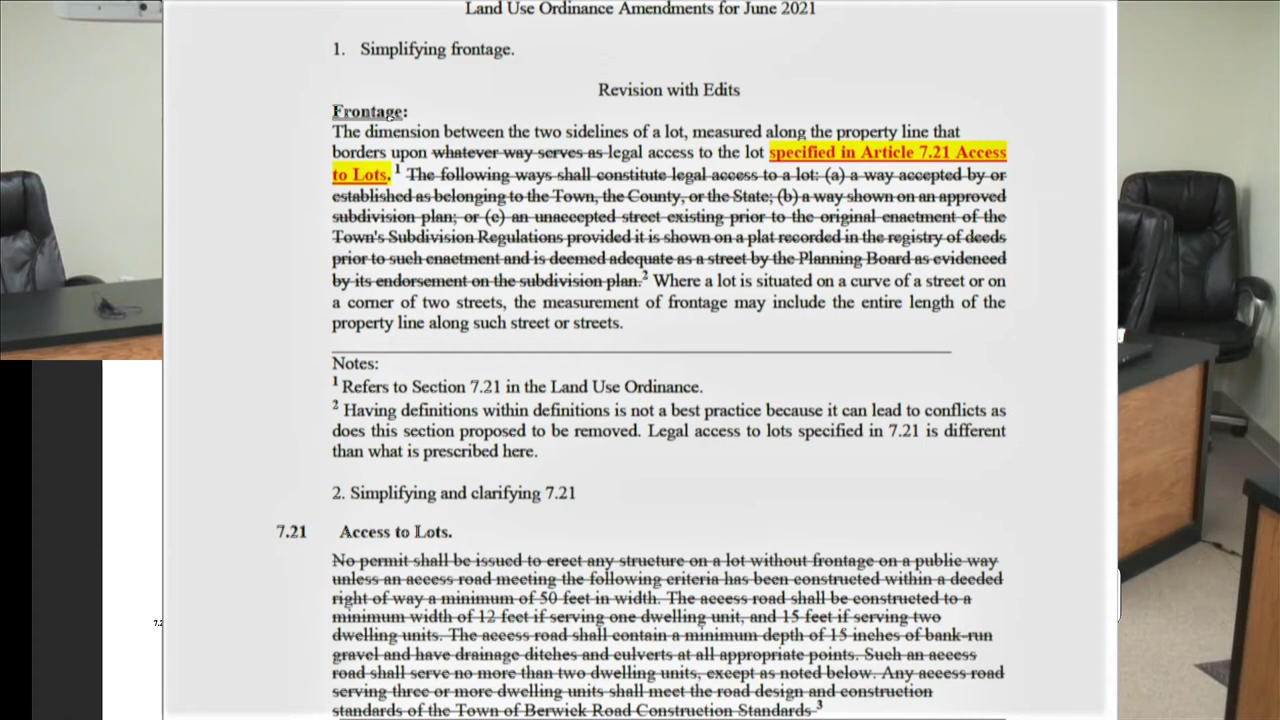 Land Use Ordinance Amendments for June 2021
1. Simplifying frontage.
Revision with Edits
Frontage:
The dimension between the two sidelines of a lot, measured along the property line that
borders upon whatever way serves as legal access to the lot specified in Article 7.21 Access
to Lots.1 The following ways shall constitute legal access to a lot: (a) a way accepted by or
established as belonging to the Town, the County, or the State; (b) a way shown on an approved
subdivision plan; or (c) an unaccepted street existing prior to the original enactment of the
Town's Subdivision Regulations provided it is shown on a plat recorded in the registry of deeds
prior to such enactment and is deemed adequate as a street by the Planning Board as evidenced
by its endorsement on the subdivision plan.2 Where a lot is situated on a curve of a street or on
a corner of two streets, the measurement of frontage may include the entire length of the
property line along such street or streets.
Notes:
1 Refers to Section 7.21 in the Land Use Ordinance.
2 Having definitions within definitions is not a best practice because it can lead to conflicts as
does this section proposed to be removed. Legal access to lots specified in 7.21 is different
than what is prescribed here.
2. Simplifying and clarifying 7.21
7.21 Access to Lots.
No permit shall be issued to erect any structure on a lot without frontage on a public way
unless an access road meeting the following criteria has been constructed within a deeded
right of way a minimum of 50 feet in width. The access road shall be constructed to a
minimum width of 12 feet if serving one dwelling unit, and 15 feet if serving two
dwelling units. The access road shall contain a minimum depth of 15 inches of bank-run
gravel and have drainage ditches and culverts at all appropriate points. Such an access
road shall serve no more than two dwelling units, except as noted below. Any access road
serving three or more dwelling units shall meet the road design and construction
standards of the Town of Berwick Road Construction Standards 3